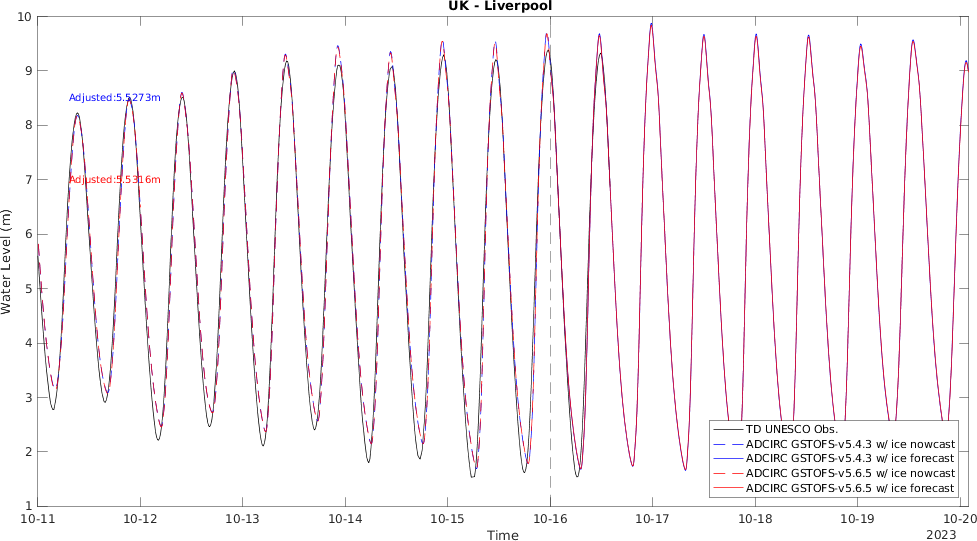 UK - Liverpool
10
9
8
7
6
5
4
3
2
1
Water Level (m)
Adjusted:5.5273m
Adjusted:5.5316m
TD UNESCO Obs.
ADCIRC GSTOFS-v5.4.3 w/ ice nowcast
ADCIRC GSTOFS-v5.4.3 w/ ice forecast
ADCIRC GSTOFS-v5.6.5 w/ ice nowcast
ADCIRC GSTOFS-v5.6.5 w/ ice forecast
10-11 10-12 10-13 10-14 10-15 10-16 10-17 10-18 10-19 10-20
Time
2023